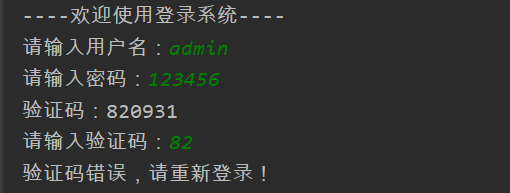 ----欢迎使用登录系统----
请输入用户名：admin
请输入密码：123456
验证码：820931
请输入验证码：82
验证码错误，请重新登录！